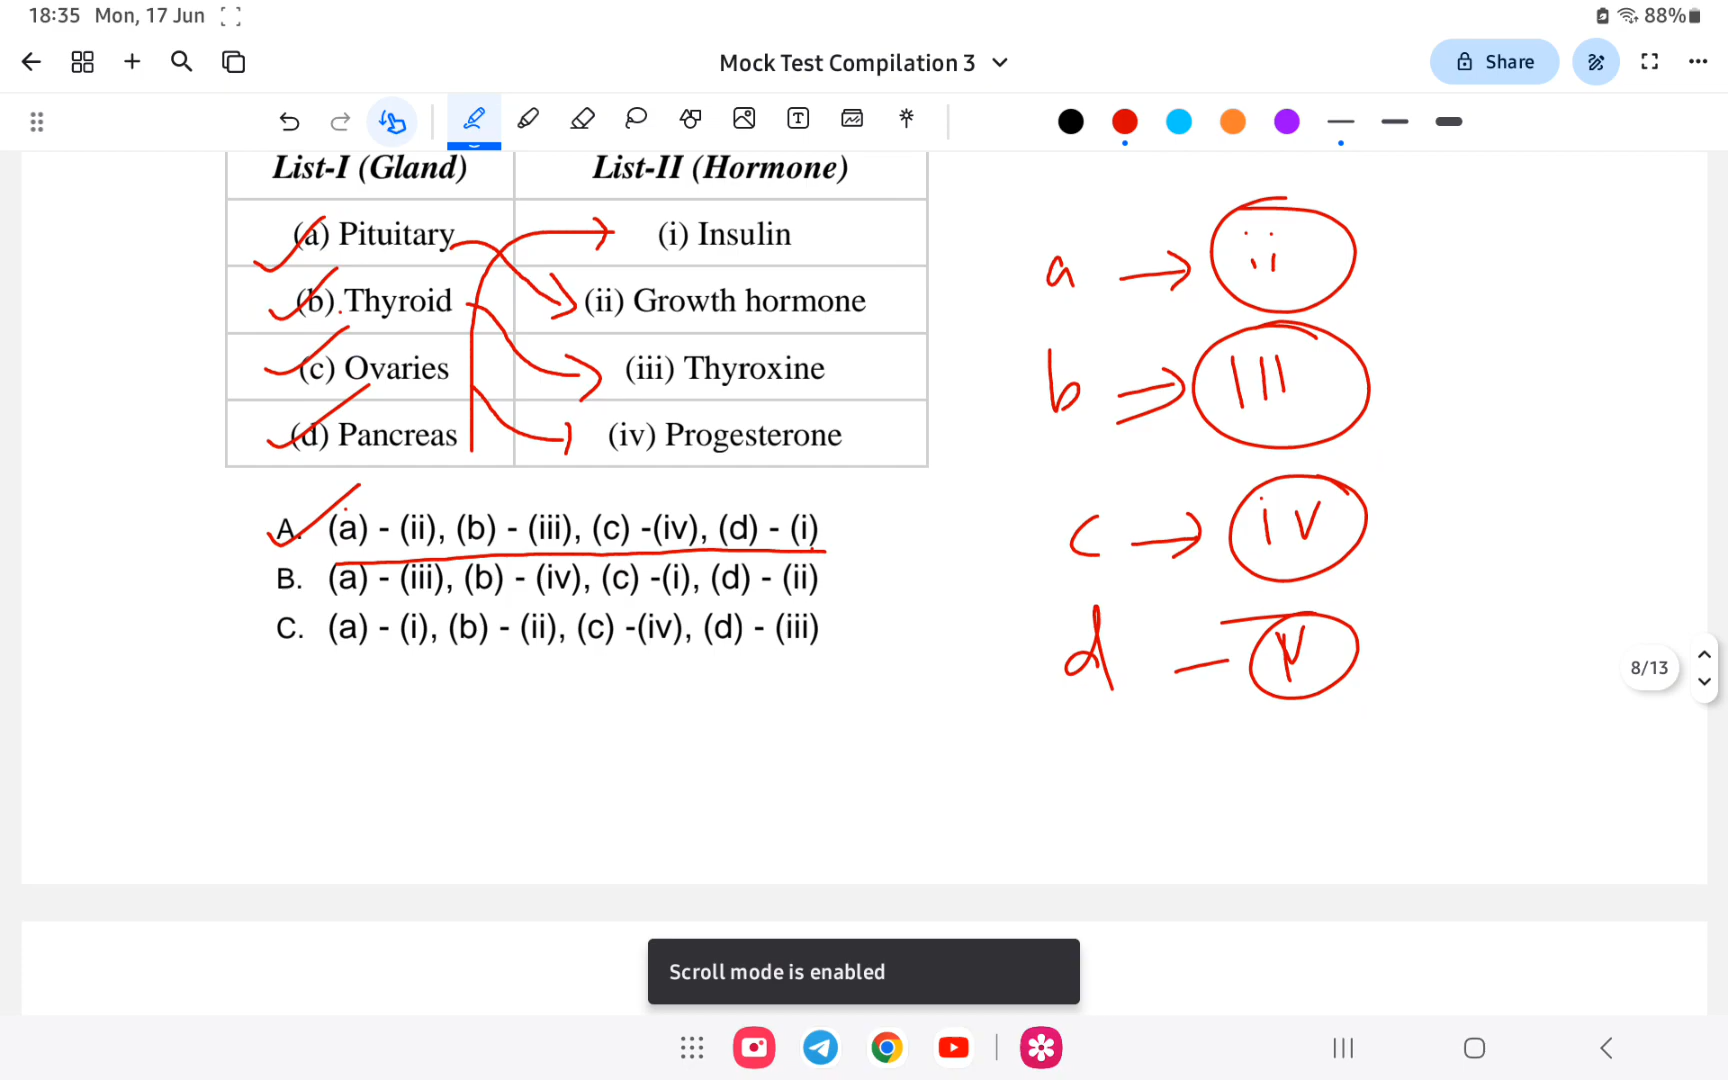 18:35 Mon, 17 Jun
88%
Mock Test Compilation 3
Share
List-I (Gland) List-II (Hormone)
(a) Pituitary (i) Insulin
(b) Thyroid (ii) Growth hormone
(c) Ovaries (iii) Thyroxine
(d) Pancreas (iv) Progesterone
A. (a) - (ii), (b) - (iii), (c) -(iv), (d) - (i)
B. (a) - (iii), (b) - (iv), (c) -(i), (d) - (ii)
C. (a) - (i), (b) - (ii), (c) -(iv), (d) - (iii)
a → ii
b ⇒ III
c → iv
d –
8/13
Scroll mode is enabled